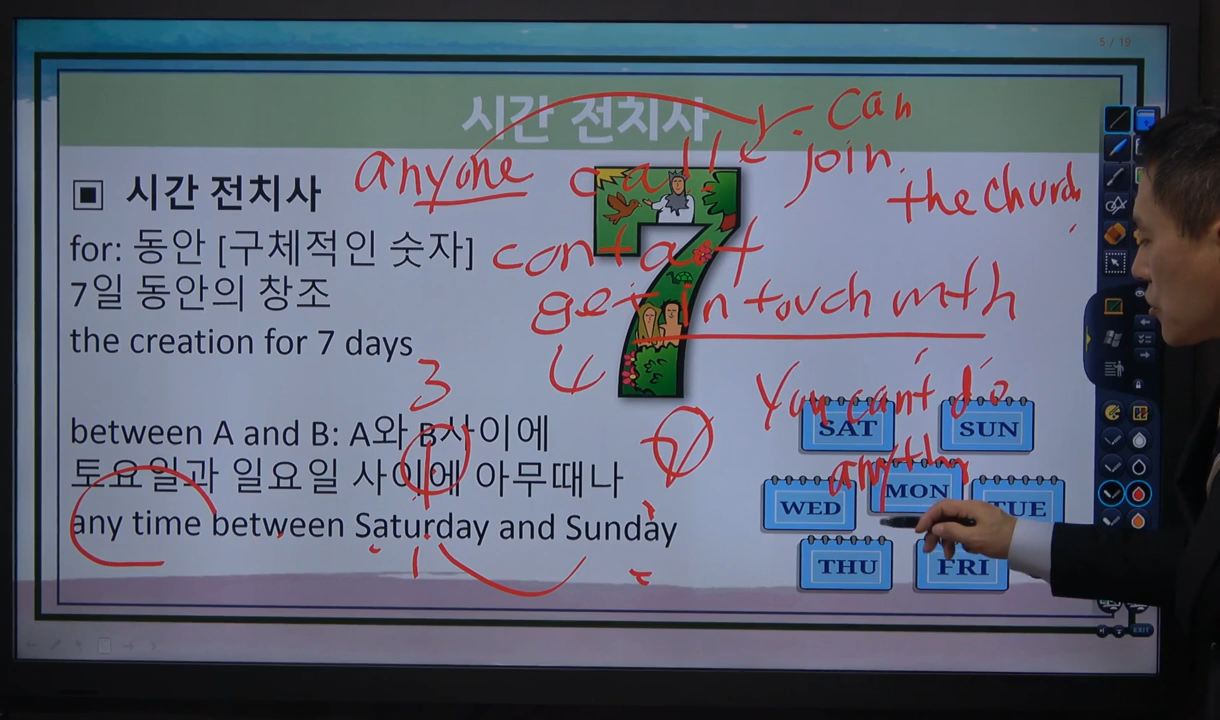 5 / 19
시간 전치사
can
anyone call! join
the church
시간 전치사
for: 동안 [구체적인 숫자]
contact
7일 동안의 창조
get in touch with
the creation for 7 days
3
You can't do
SAT SUN
between A and B: A와 B사이에
토요일과 일요일 사이에 아무때나
MON
WED TUE
any time between Saturday and Sunday
THU FRI
EXIT